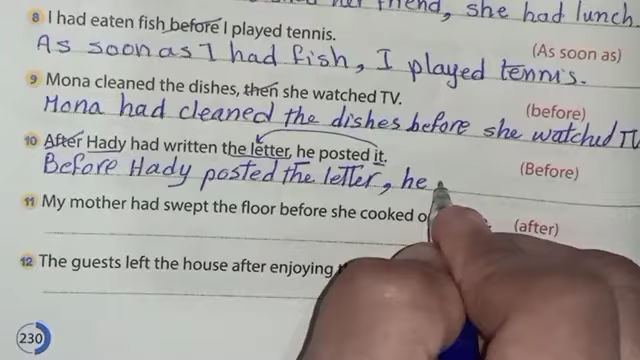 her friend, she had lunch.
8 I had eaten fish before I played tennis.
(As soon as)
As soon as I had fish, I played tennis.
9 Mona cleaned the dishes, then she watched TV.
(before)
Mona had cleaned the dishes before she watched TV
10 After Hady had written the letter, he posted it.
(Before)
Before Hady posted the letter, he
11 My mother had swept the floor before she cooked
(after)
12 The guests left the house after enjoying
230